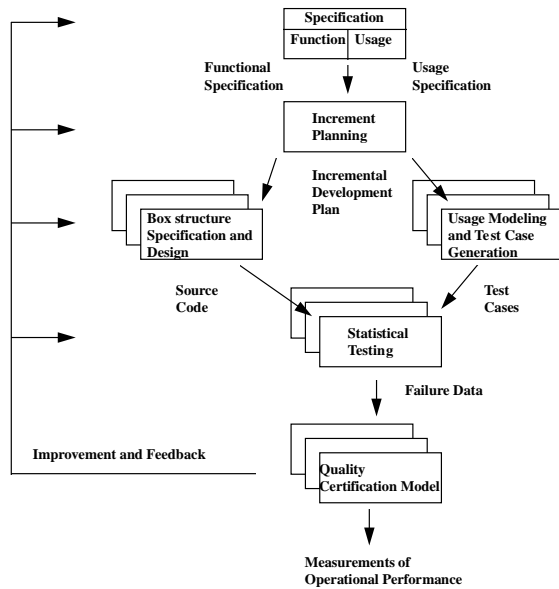 Specification
Function Usage
Functional
Specification
Usage
Specification
Increment
Planning
Incremental
Development
Plan
Box structure
Specification and
Design
Usage Modeling
and Test Case
Generation
Source
Code
Test
Cases
Statistical
Testing
Failure Data
Improvement and Feedback
Quality
Certification Model
Measurements of
Operational Performance